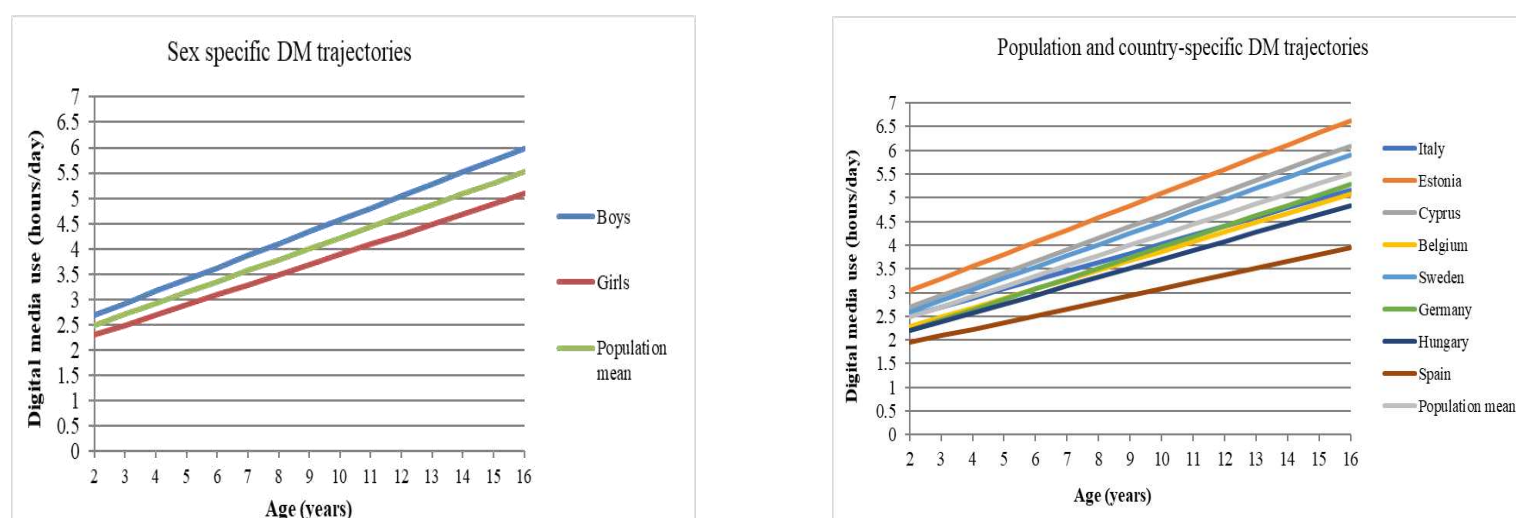 Sex specific DM trajectories
Digital media use (hours/day)
7
6.5
6
5.5
5
4.5
4
3.5
3
2.5
2
1.5
1
0.5
0
2 3 4 5 6 7 8 9 10 11 12 13 14 15 16
Age (years)
Boys
Girls
Population
mean
Population and country-specific DM trajectories
Digital media use (hours/day)
7
6.5
6
5.5
5
4.5
4
3.5
3
2.5
2
1.5
1
0.5
0
2 3 4 5 6 7 8 9 10 11 12 13 14 15 16
Age (years)
Italy
Estonia
Cyprus
Belgium
Sweden
Germany
Hungary
Spain
Population mean